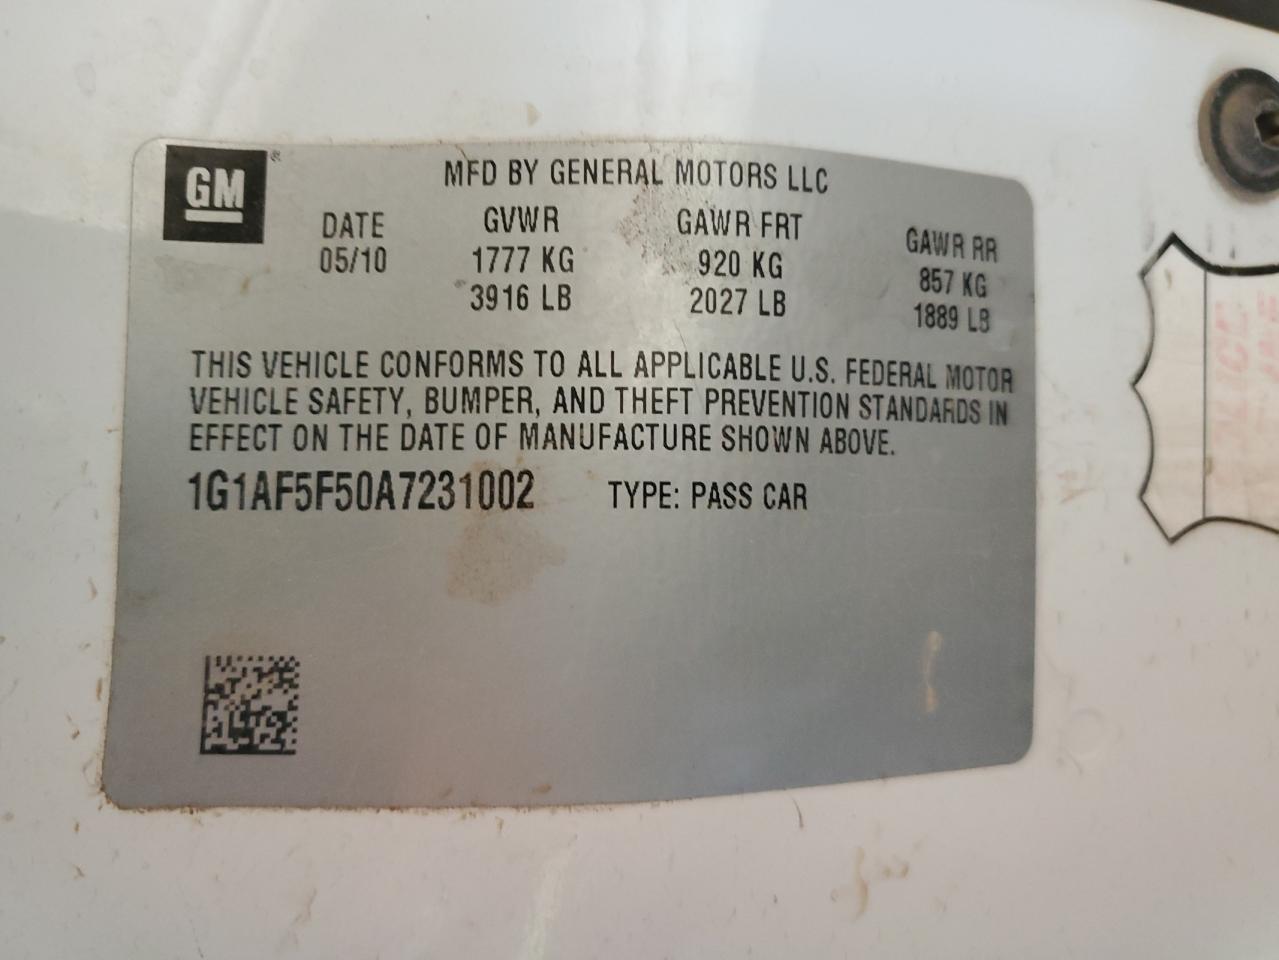 GM
MFD BY GENERAL MOTORS LLC
DATE GVWR GAWR FRT GAWR RR
05/10 1777 KG 920 KG 857 KG
3916 LB 2027 LB 1889 LB
THIS VEHICLE CONFORMS TO ALL APPLICABLE U.S. FEDERAL MOTOR
VEHICLE SAFETY, BUMPER, AND THEFT PREVENTION STANDARDS IN
EFFECT ON THE DATE OF MANUFACTURE SHOWN ABOVE.
1G1AF5F50A7231002 TYPE: PASS CAR